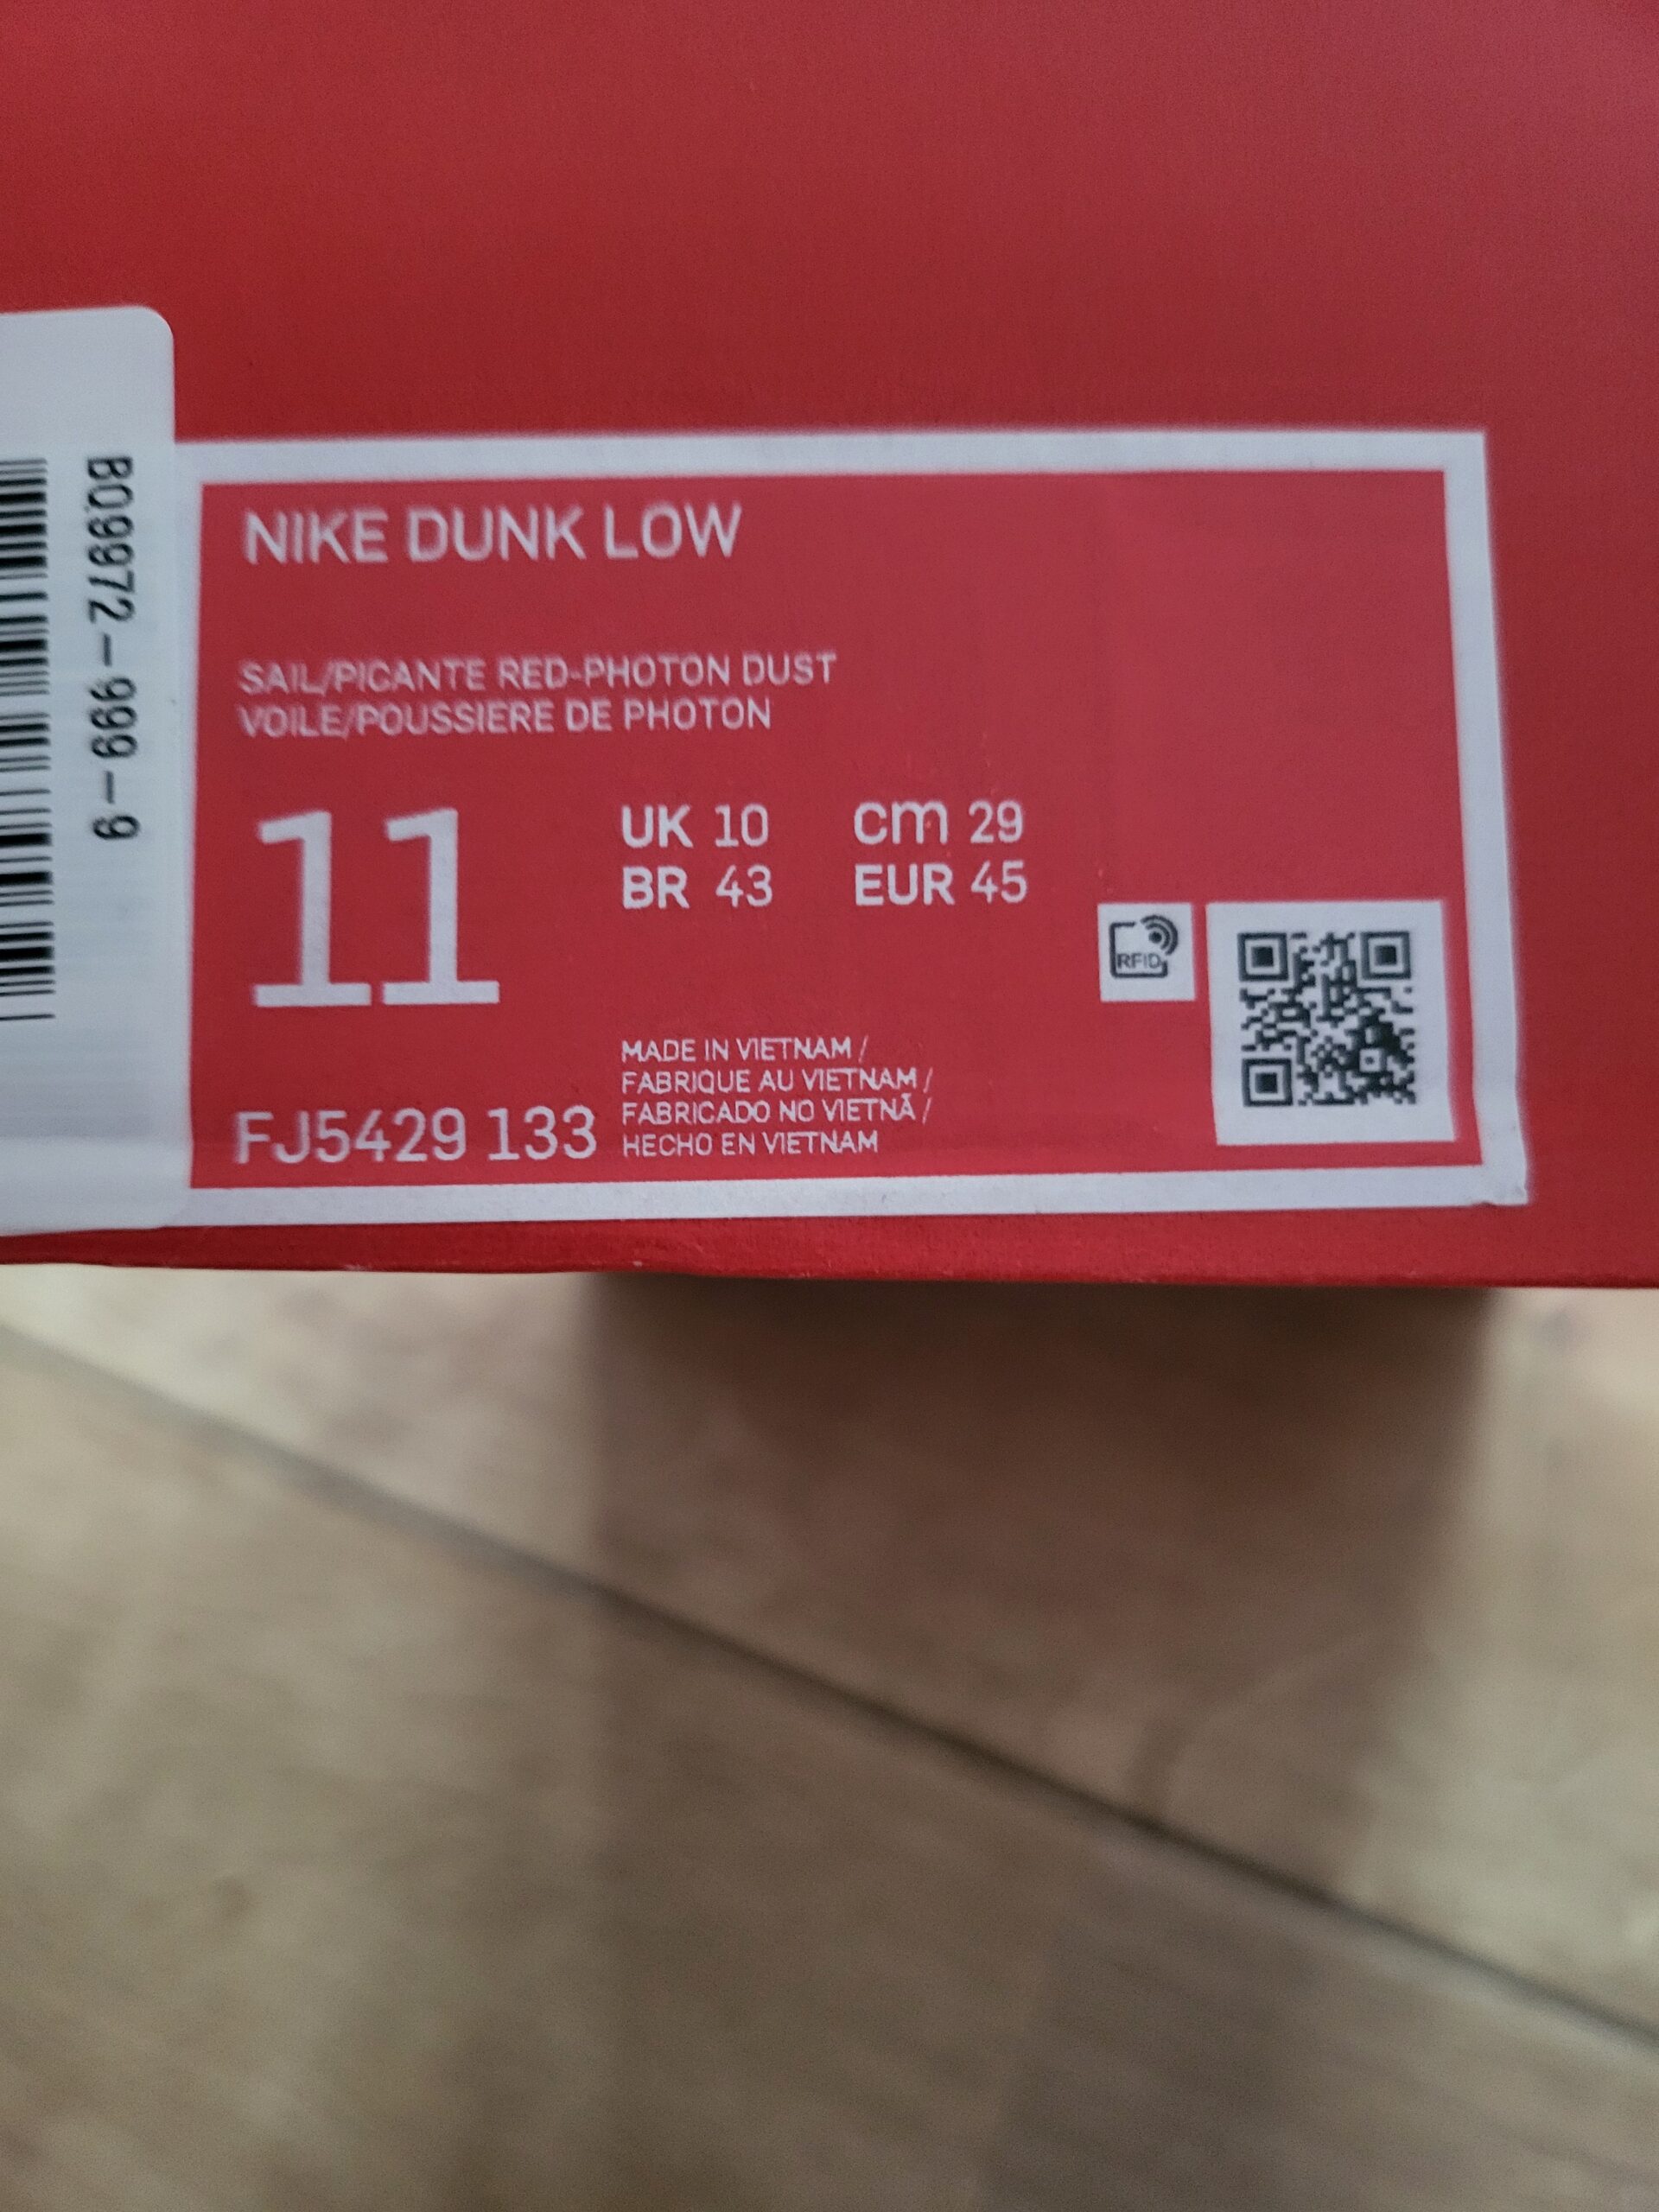 BQ9972-999-9
NIKE DUNK LOW
SAIL/PICANTE RED-PHOTON DUST
VOILE/POUSSIERE DE PHOTON
11
UK 10
cm 29
BR 43
EUR 45
RFID
MADE IN VIETNAM /
FABRIQUE AU VIETNAM /
FABRICADO NO VIETNÃ /
HECHO EN VIETNAM
FJ5429 133